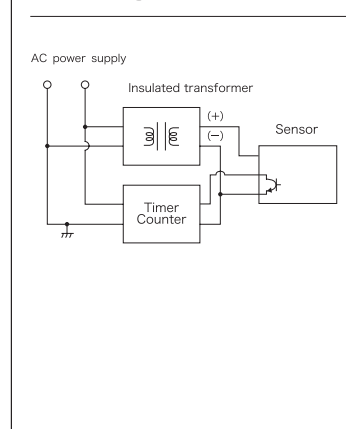 AC power supply
Insulated transformer
(+)
(−)
Sensor
Timer
Counter